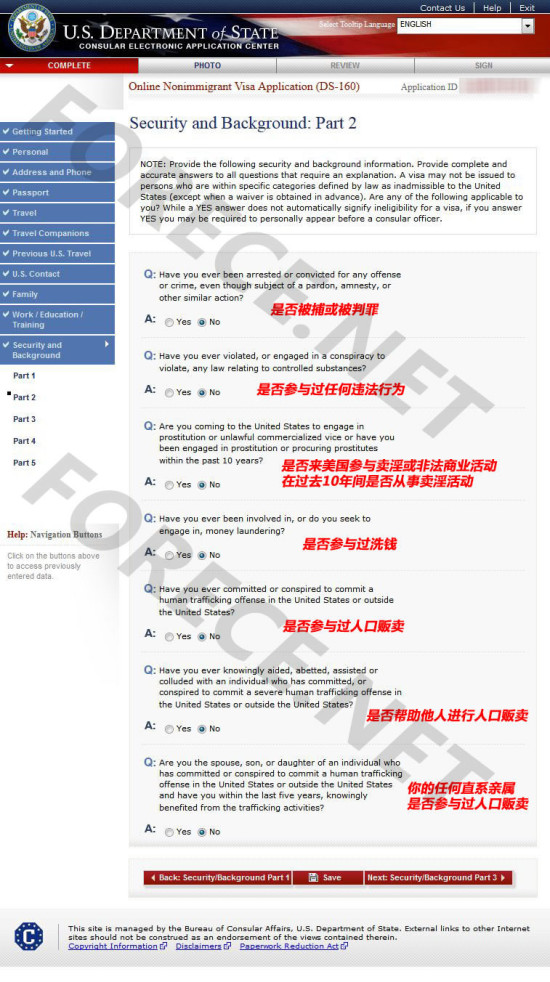 Contact Us | Help | Exit
U.S. DEPARTMENT of STATE
CONSULAR ELECTRONIC APPLICATION CENTER
Select Tooltip Language ENGLISH
COMPLETE PHOTO REVIEW SIGN
Online Nonimmigrant Visa Application (DS-160) Application ID
Security and Background: Part 2
Getting Started
Personal
Address and Phone
Passport
Travel
Travel Companions
Previous U.S. Travel
U.S. Contact
Family
Work / Education /
Training
Security and
Background
Part 1
Part 2
Part 3
Part 4
Part 5
Help: Navigation Buttons
Click on the buttons above
to access previously
entered data.
NOTE: Provide the following security and background information. Provide complete and
accurate answers to all questions that require an explanation. A visa may not be issued to
persons who are within specific categories defined by law as inadmissible to the United
States (except when a waiver is obtained in advance). Are any of the following applicable to
you? While a YES answer does not automatically signify ineligibility for a visa, if you answer
YES you may be required to personally appear before a consular officer.
Q: Have you ever been arrested or convicted for any offense
or crime, even though subject of a pardon, amnesty, or
other similar action?
是否被捕或被判罪
A: Yes No
Q: Have you ever violated, or engaged in a conspiracy to
violate, any law relating to controlled substances?
A: Yes No
是否参与过任何违法行为
Q: Are you coming to the United States to engage in
prostitution or unlawful commercialized vice or have you
been engaged in prostitution or procuring prostitutes
within the past 10 years?
是否来美国参与卖淫或非法商业活动
在过去10年间是否从事卖淫活动
A: Yes No
Q: Have you ever been involved in, or do you seek to
engage in, money laundering?
是否参与过洗钱
A: Yes No
Q: Have you ever committed or conspired to commit a
human trafficking offense in the United States or outside
the United States?
是否参与过人口贩卖
A: Yes No
Q: Have you ever knowingly aided, abetted, assisted or
colluded with an individual who has committed, or
conspired to commit a severe human trafficking offense in
the United States or outside the United States?
是否帮助他人进行人口贩卖
A: Yes No
Q: Are you the spouse, son, or daughter of an individual who
has committed or conspired to commit a human trafficking
offense in the United States or outside the United States
and have you within the last five years, knowingly
benefited from the trafficking activities?
你的任何直系亲属
是否参与过人口贩卖
A: Yes No
Back: Security/Background Part 1 Save Next: Security/Background Part 3
This site is managed by the Bureau of Consular Affairs, U.S. Department of State. External links to other Internet
sites should not be construed as an endorsement of the views contained therein.
Copyright Information Disclaimers Paperwork Reduction Act
FORECE.NET
FORECE.NET